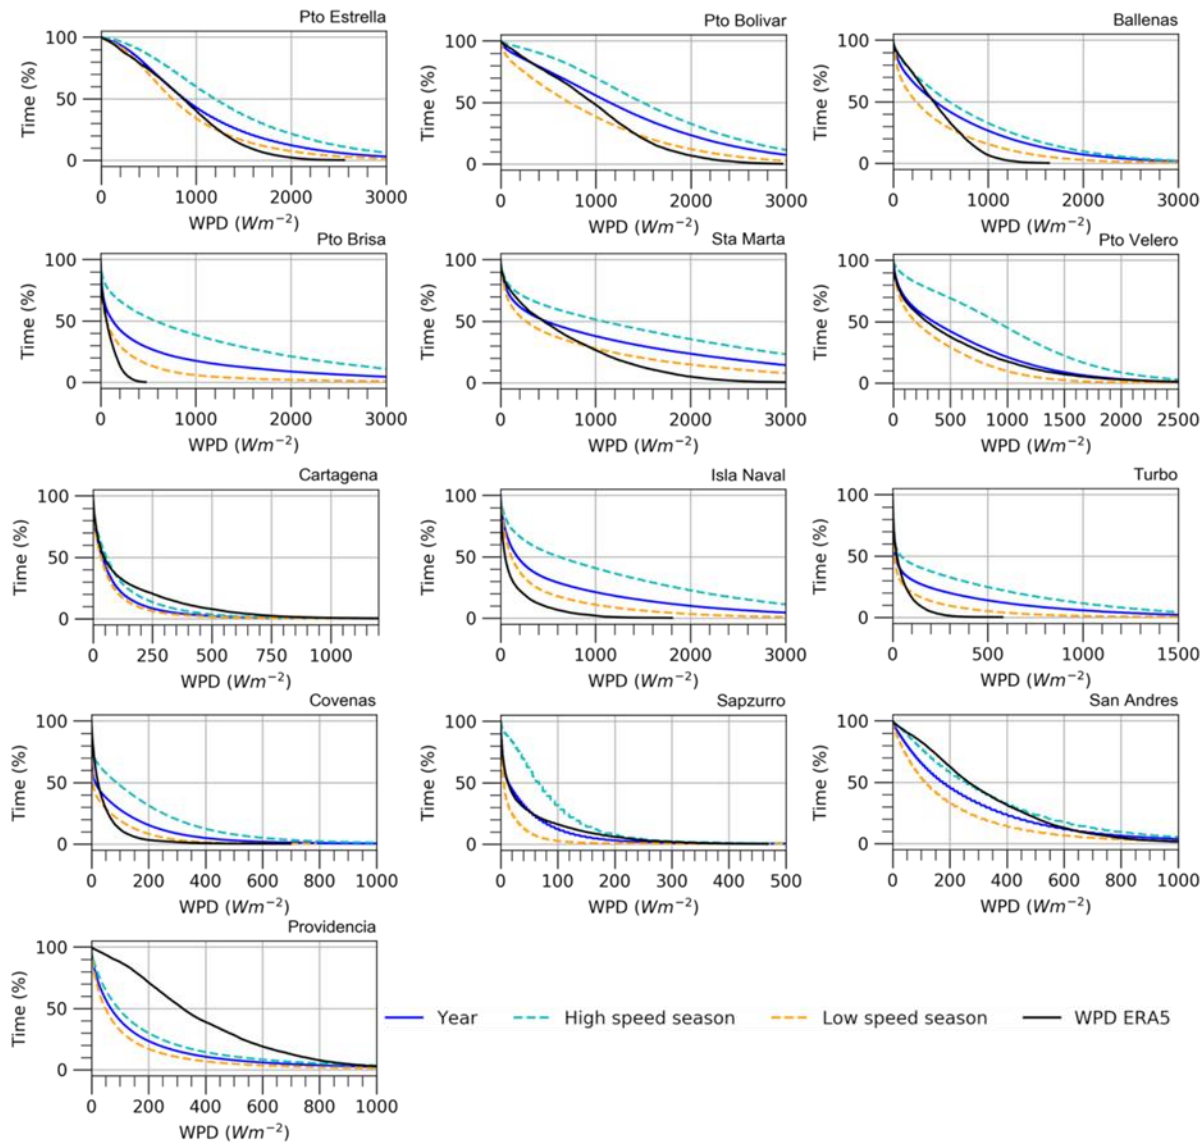 Pto Estrella
100
50
0
Time (%)
0 1000 2000 3000
WPD (Wm⁻²)
Pto Bolivar
100
50
0
Time (%)
0 1000 2000 3000
WPD (Wm⁻²)
Ballenas
100
50
0
Time (%)
0 1000 2000 3000
WPD (Wm⁻²)
Pto Brisa
100
50
0
Time (%)
0 1000 2000 3000
WPD (Wm⁻²)
Sta Marta
100
50
0
Time (%)
0 1000 2000 3000
WPD (Wm⁻²)
Pto Velero
100
50
0
Time (%)
0 500 1000 1500 2000 2500
WPD (Wm⁻²)
Cartagena
100
50
0
Time (%)
0 250 500 750 1000
WPD (Wm⁻²)
Isla Naval
100
50
0
Time (%)
0 1000 2000 3000
WPD (Wm⁻²)
Turbo
100
50
0
Time (%)
0 500 1000 1500
WPD (Wm⁻²)
Covenas
100
50
0
Time (%)
0 200 400 600 800 1000
WPD (Wm⁻²)
Sapzurro
100
50
0
Time (%)
0 100 200 300 400 500
WPD (Wm⁻²)
San Andres
100
50
0
Time (%)
0 200 400 600 800 1000
WPD (Wm⁻²)
Providencia
100
50
0
Time (%)
0 200 400 600 800 1000
WPD (Wm⁻²)
Year High speed season Low speed season WPD ERA5